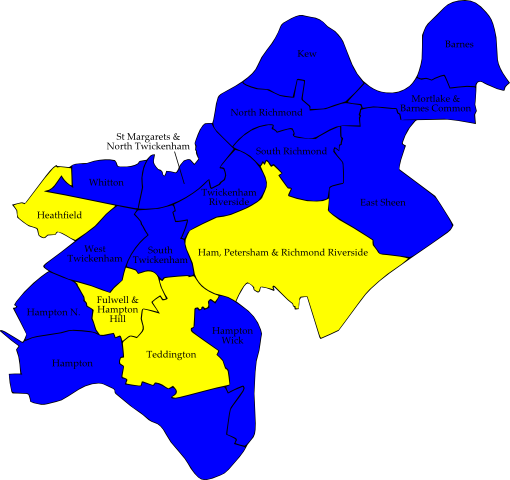 Barnes
Kew
Mortlake &
Barnes Common
North Richmond
St Margarets &
North Twickenham
South Richmond
Whitton
Twickenham
Riverside
East Sheen
Heathfield
West
Twickenham
South
Twickenham
Ham, Petersham & Richmond Riverside
Fulwell &
Hampton
Hill
Hampton N.
Hampton
Wick
Teddington
Hampton